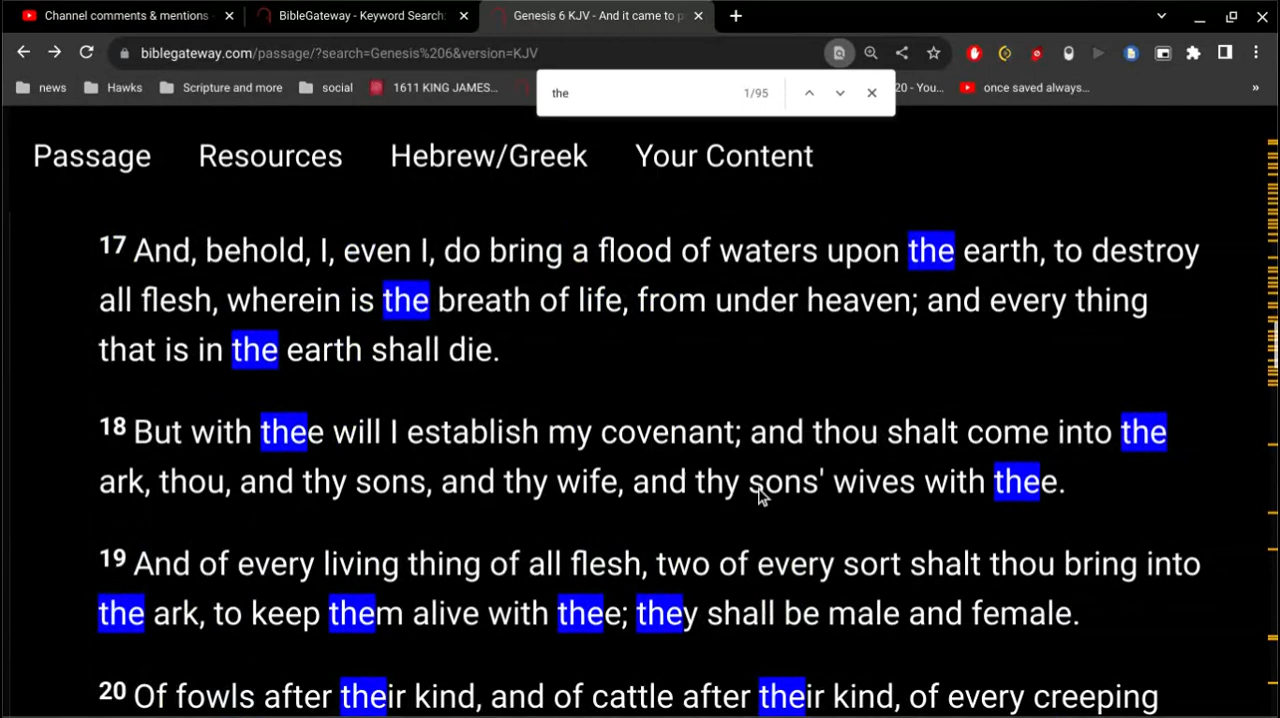 Channel comments & mentions
BibleGateway - Keyword Search:
Genesis 6 KJV - And it came to p
biblegateway.com/passage/?search=Genesis%206&version=KJV
news
Hawks
Scripture and more
social
1611 KING JAMES...
20 - You...
once saved always...
»
the
1/95
Passage
Resources
Hebrew/Greek
Your Content
17 And, behold, I, even I, do bring a flood of waters upon the earth, to destroy
all flesh, wherein is the breath of life, from under heaven; and every thing
that is in the earth shall die.
18 But with thee will I establish my covenant; and thou shalt come into the
ark, thou, and thy sons, and thy wife, and thy sons' wives with thee.
19 And of every living thing of all flesh, two of every sort shalt thou bring into
the ark, to keep them alive with thee; they shall be male and female.
20 Of fowls after their kind, and of cattle after their kind, of every creeping